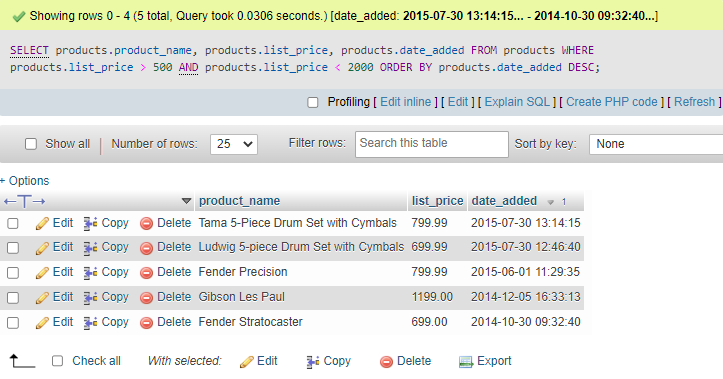 Showing rows 0 - 4 (5 total, Query took 0.0306 seconds.) [date_added: 2015-07-30 13:14:15... - 2014-10-30 09:32:40...]
SELECT products.product_name, products.list_price, products.date_added FROM products WHERE
products.list_price > 500 AND products.list_price < 2000 ORDER BY products.date_added DESC;
Profiling [ Edit inline ] [ Edit ] [ Explain SQL ] [ Create PHP code ] [ Refresh ]
Show all | Number of rows: 25 Filter rows: Search this table Sort by key: None
+ Options
←T→ product_name list_price date_added 1
Edit Copy Delete Tama 5-Piece Drum Set with Cymbals 799.99 2015-07-30 13:14:15
Edit Copy Delete Ludwig 5-piece Drum Set with Cymbals 699.99 2015-07-30 12:46:40
Edit Copy Delete Fender Precision 799.99 2015-06-01 11:29:35
Edit Copy Delete Gibson Les Paul 1199.00 2014-12-05 16:33:13
Edit Copy Delete Fender Stratocaster 699.00 2014-10-30 09:32:40
Check all With selected: Edit Copy Delete Export